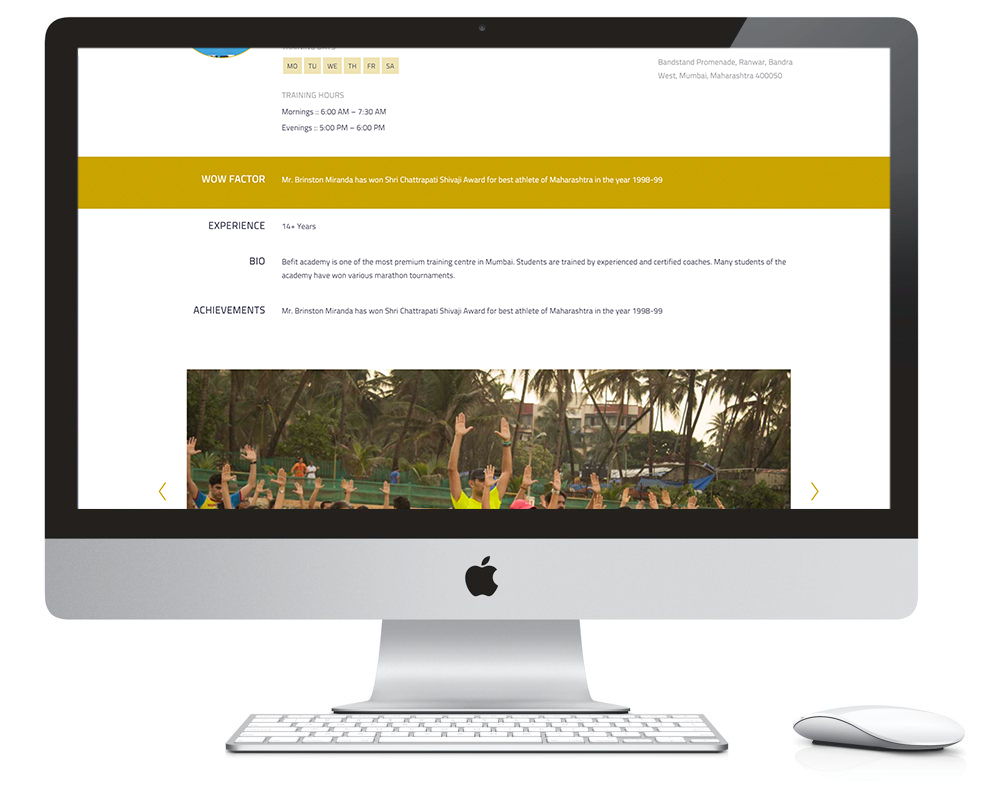 MO TU WE TH FR SA
Bandstand Promenade, Ranwar, Bandra
West, Mumbai, Maharashtra 400050
TRAINING HOURS
Mornings :: 6:00 AM – 7:30 AM
Evenings :: 5:00 PM – 6:00 PM
WOW FACTOR
Mr. Brinston Miranda has won Shri Chattrapati Shivaji Award for best athlete of Maharashtra in the year 1998-99
EXPERIENCE
14+ Years
BIO
Befit academy is one of the most premium training centre in Mumbai. Students are trained by experienced and certified coaches. Many students of the
academy have won various marathon tournaments.
ACHIEVEMENTS
Mr. Brinston Miranda has won Shri Chattrapati Shivaji Award for best athlete of Maharashtra in the year 1998-99